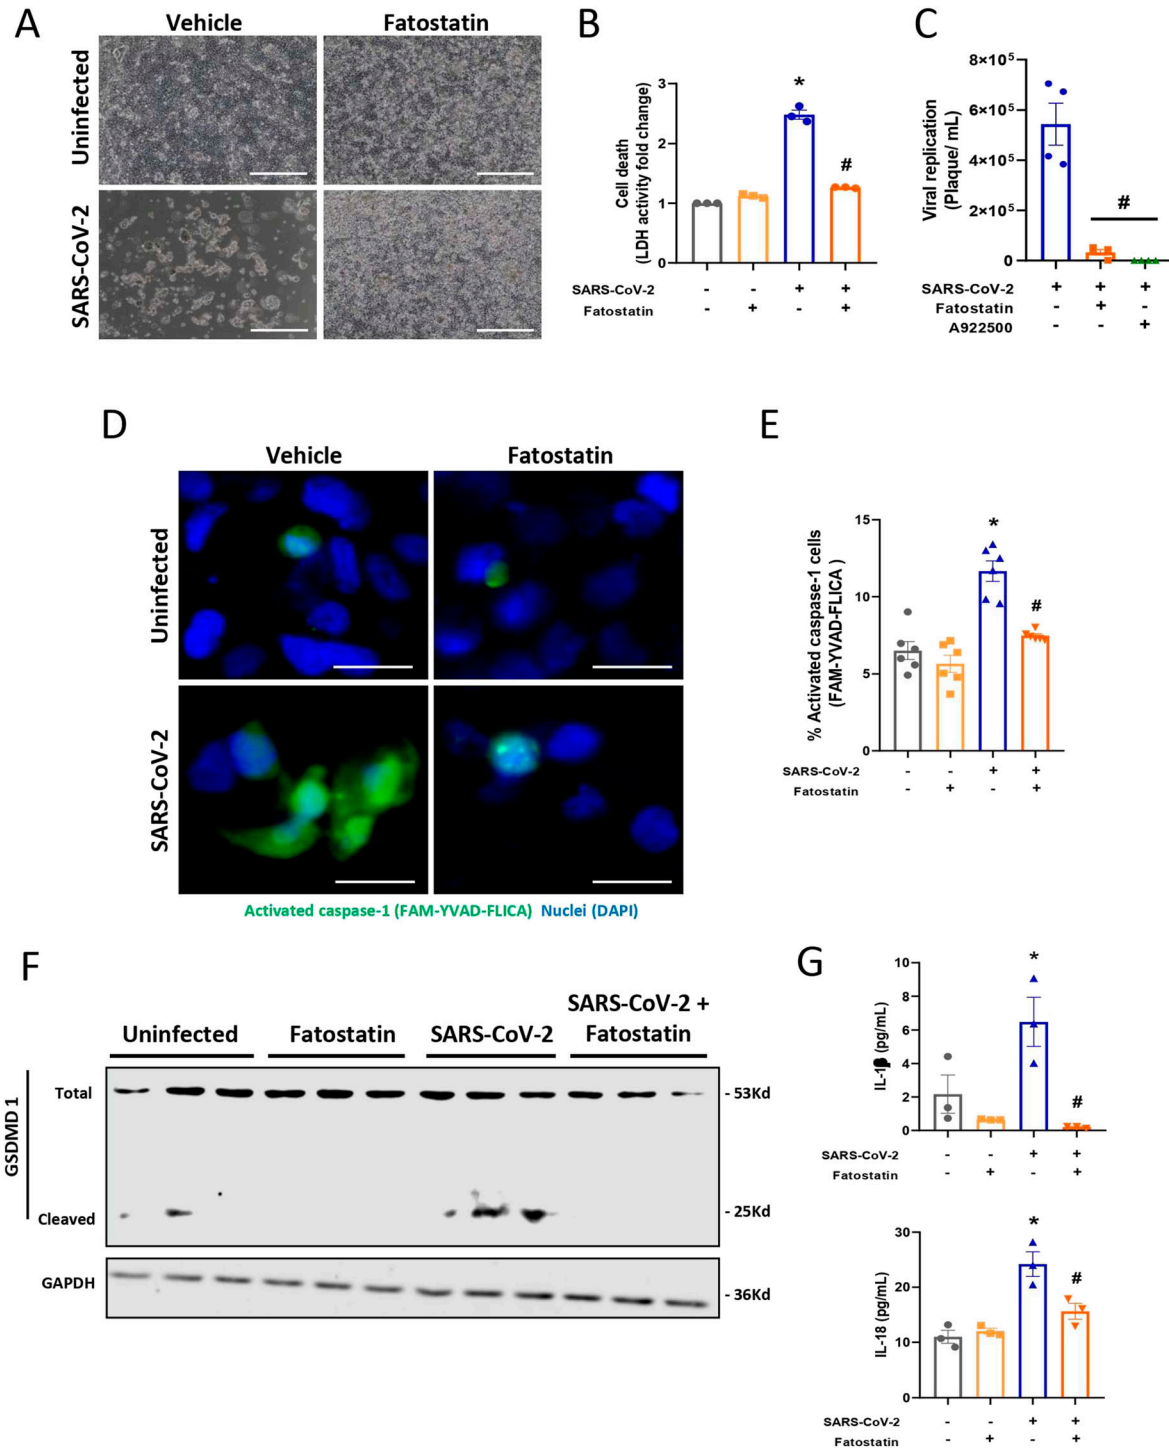 A
Vehicle
Fatostatin
Uninfected
SARS-CoV-2
B
Cell death
(LDH activity fold change)
3
2
1
0
*
#
SARS-CoV-2 - - + +
Fatostatin - + - +
C
Viral replication
(Plaque/ mL)
8×10⁵
6×10⁵
4×10⁵
2×10⁵
0
#
SARS-CoV-2 + + +
Fatostatin - + -
A922500 - - +
D
Vehicle
Fatostatin
Uninfected
SARS-CoV-2
Activated caspase-1 (FAM-YVAD-FLICA) Nuclei (DAPI)
E
% Activated caspase-1 cells
(FAM-YVAD-FLICA )
15
10
5
0
*
#
SARS-CoV-2 - - + +
Fatostatin - + - +
F
Uninfected
Fatostatin
SARS-CoV-2
SARS-CoV-2 +
Fatostatin
GSDMD 1
Total
- 53Kd
Cleaved
- 25Kd
GAPDH
- 36Kd
G
IL-1β (pg/mL)
10
8
6
4
2
0
*
#
SARS-CoV-2 - - + +
Fatostatin - + - +
IL-18 (pg/mL)
30
20
10
0
*
#
SARS-CoV-2 - - + +
Fatostatin - + - +